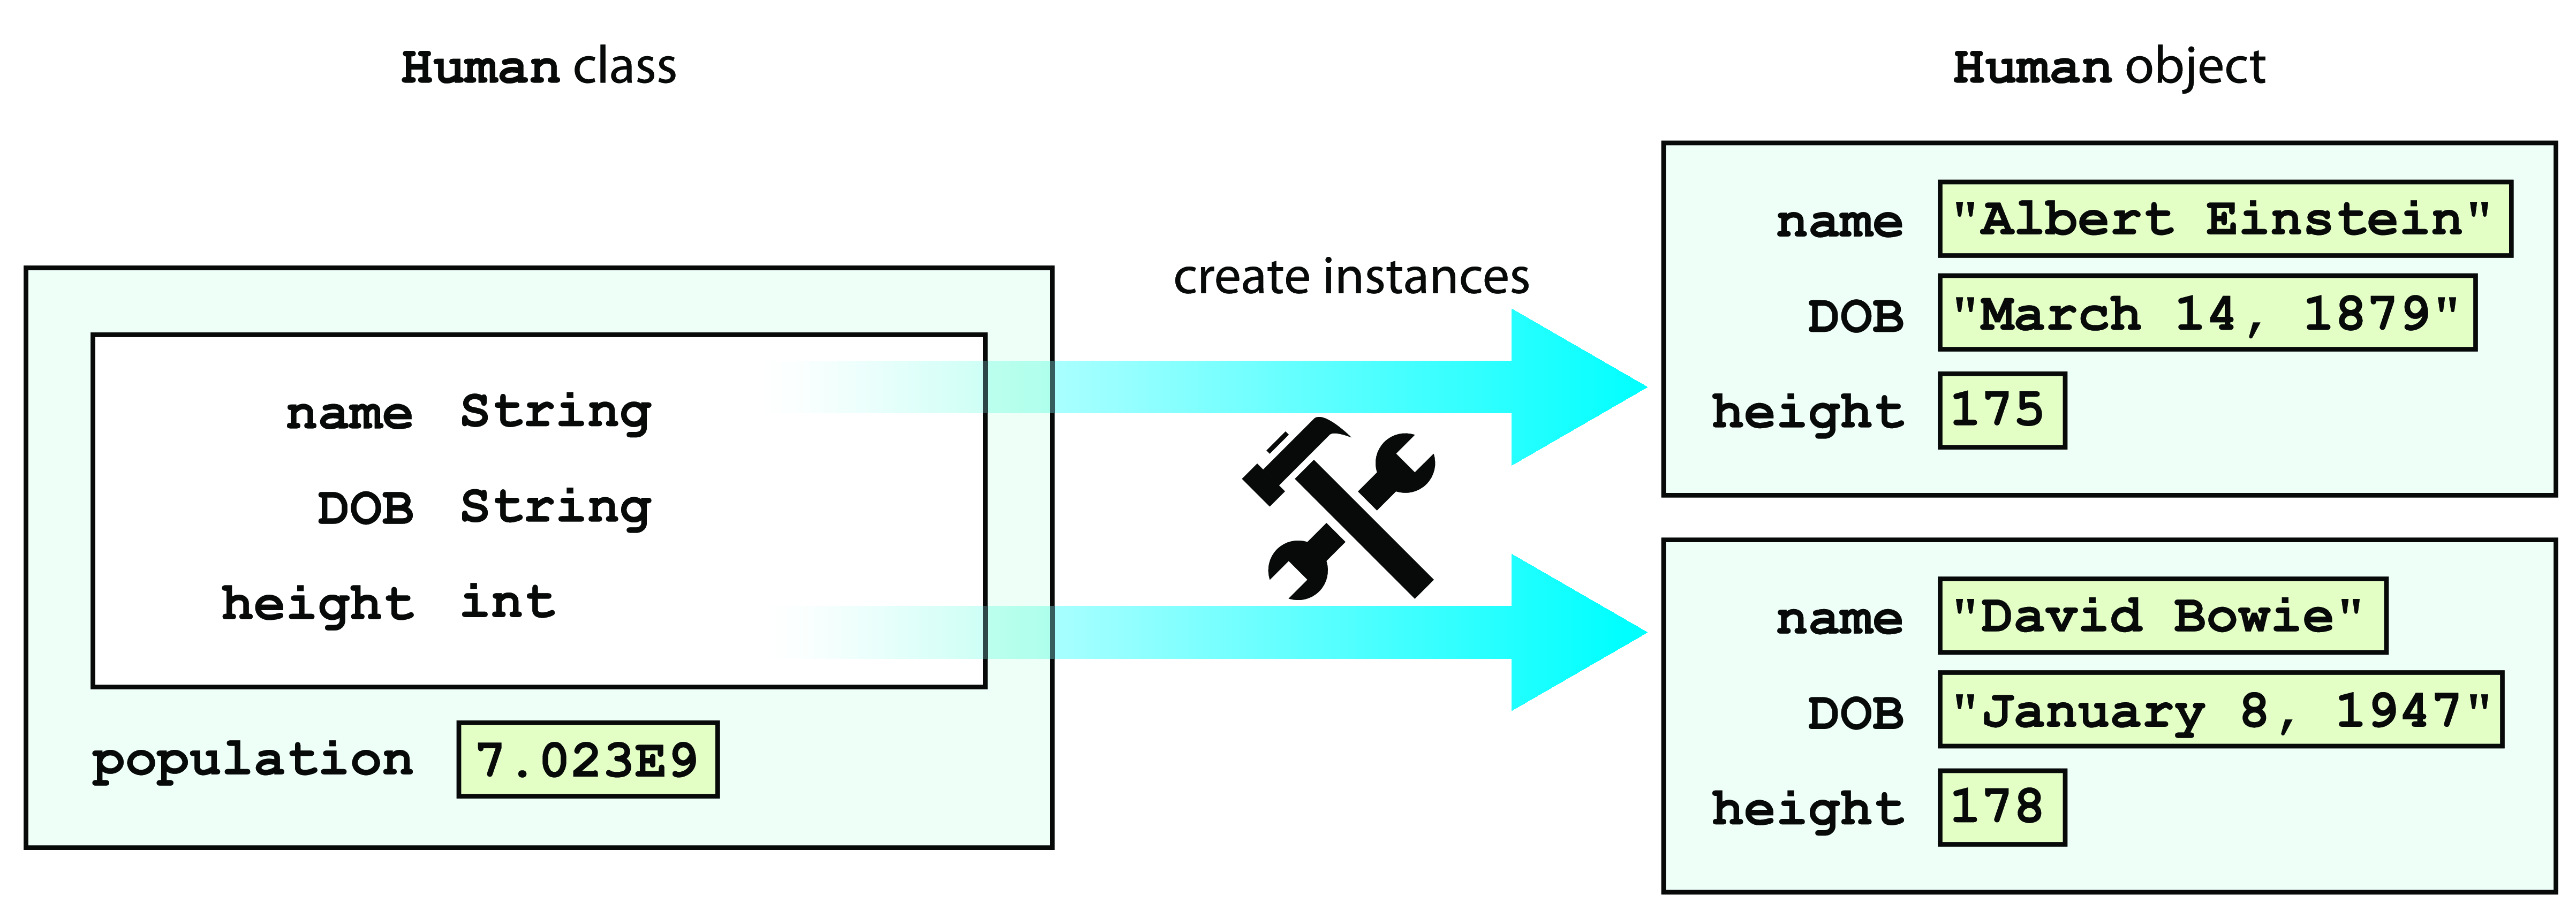 Human class
name String
DOB String
height int
population 7.023E9
create instances
Human object
name "Albert Einstein"
DOB "March 14, 1879"
height 175
name "David Bowie"
DOB "January 8, 1947"
height 178